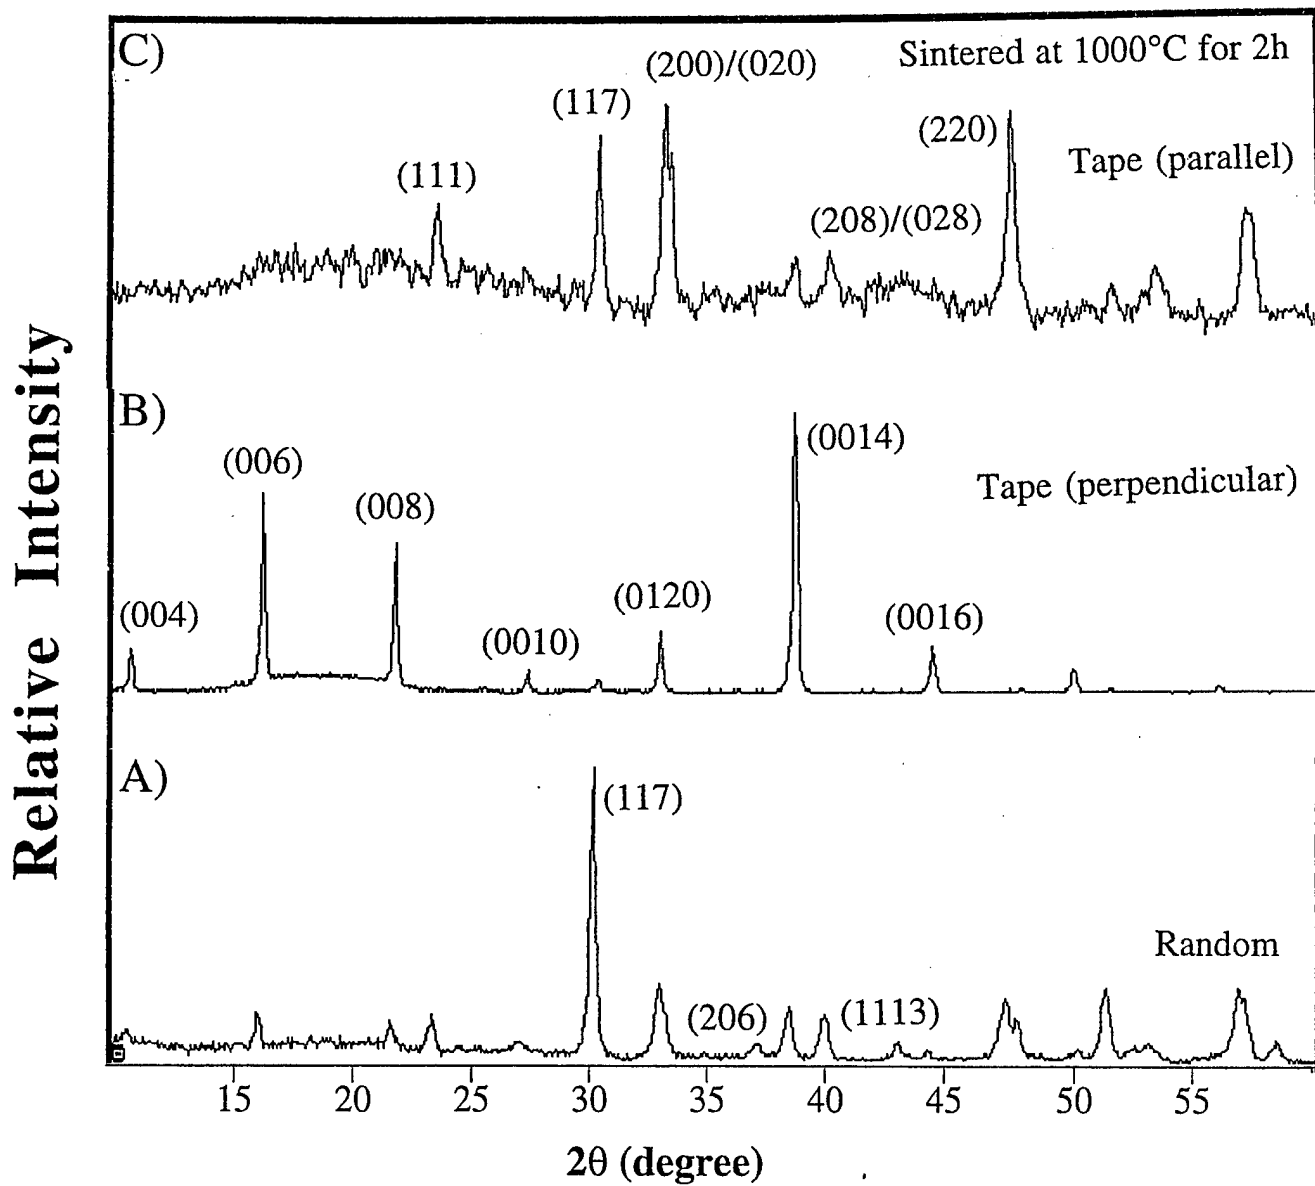 C)
(200)/(020)
Sintered at 1000°C for 2h
(117)
(220)
Tape (parallel)
(111)
(208)/(028)
B)
(0014)
(006)
Tape (perpendicular)
(008)
(004)
(0120)
(0016)
(0010)
A)
(117)
Random
(206)
(1113)
15 20 25 30 35 40 45 50 55
2θ (degree)
Relative Intensity